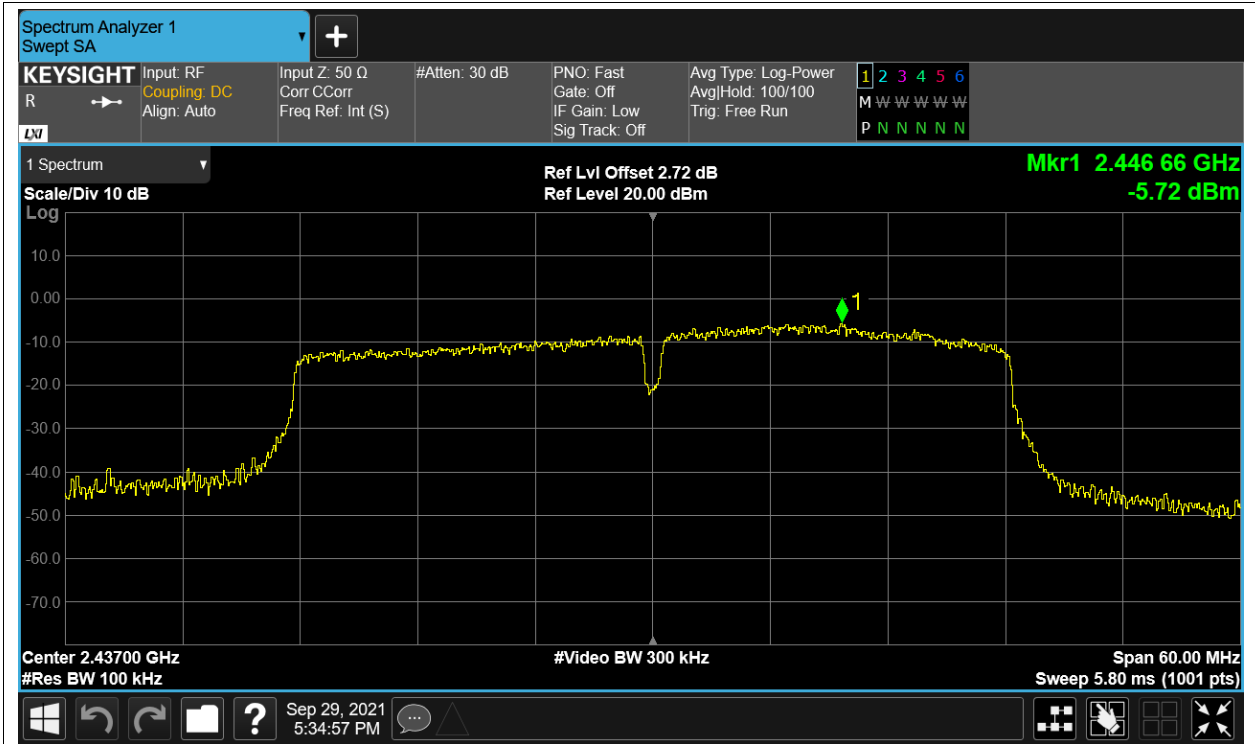 Spectrum Analyzer 1
Swept SA
KEYSIGHT
R
LXI
Input: RF
Coupling: DC
Align: Auto
Input Z: 50 Ω
Corr CCorr
Freq Ref: Int (S)
#Atten: 30 dB
PNO: Fast
Gate: Off
IF Gain: Low
Sig Track: Off
Avg Type: Log-Power
Avg|Hold: 100/100
Trig: Free Run
1 2 3 4 5 6
M W W W W W W
P N N N N N N
1 Spectrum
Scale/Div 10 dB
Log
Ref Lvl Offset 2.72 dB
Ref Level 20.00 dBm
Mkr1 2.446 66 GHz
-5.72 dBm
10.0
0.00
-10.0
-20.0
-30.0
-40.0
-50.0
-60.0
-70.0
1
Center 2.43700 GHz
#Res BW 100 kHz
#Video BW 300 kHz
Span 60.00 MHz
Sweep 5.80 ms (1001 pts)
?
Sep 29, 2021
5:34:57 PM